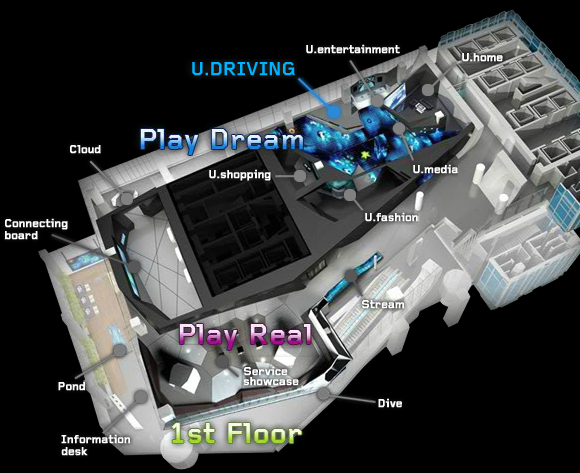 U.entertainment
U.home
U.DRIVING
Play Dream
Cloud
U.media
U.shopping
U.fashion
Connecting
board
Stream
Play Real
Service
showcase
Pond
Dive
1st Floor
Information
desk